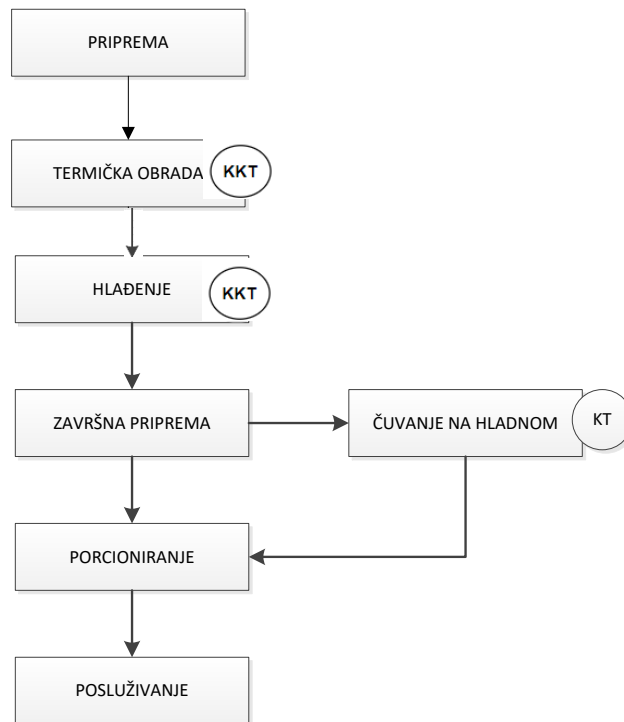 PRIPREMA
TERMIČKA OBRADA
KKT
HLAĐENJE
KKT
ZAVRŠNA PRIPREMA
ČUVANJE NA HLADNOM
KT
PORCIONIRANJE
POSLUŽIVANJE